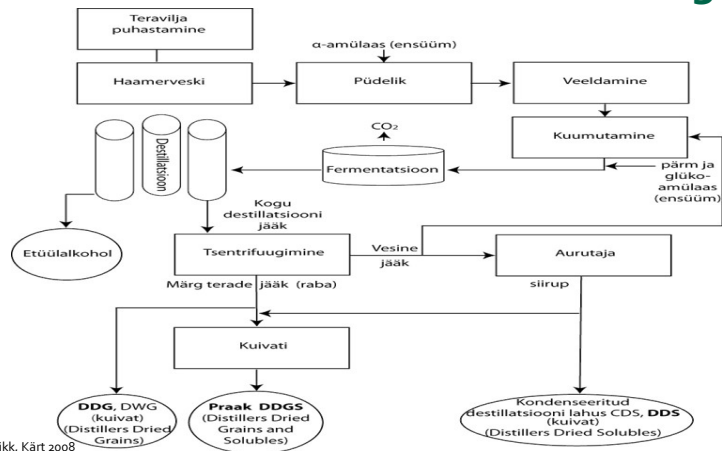 Teravilja
puhastamine
Haamerveski
α-amülaas (ensüüm)
Püdelik
Veeldamine
Kuumutamine
pärm ja
glüko-
amülaas
(ensüüm)
CO₂
Fermentatsioon
Destillatsioon
Etüülalkohol
Kogu
destillatsiooni
jääk
Tsentrifuugimine
Vesine
jääk
Aurutaja
Märg terade jääk (raba)
siirup
Kuivati
DDG, DWG
(kuivat)
(Distillers Dried
Grains)
Praak DDGS
(Distillers Dried
Grains and
Solubles)
Kondenseeritud
destillatsiooni lahus CDS, DDS
(kuivat)
(Distillers Dried Solubles)
Kärt 2008